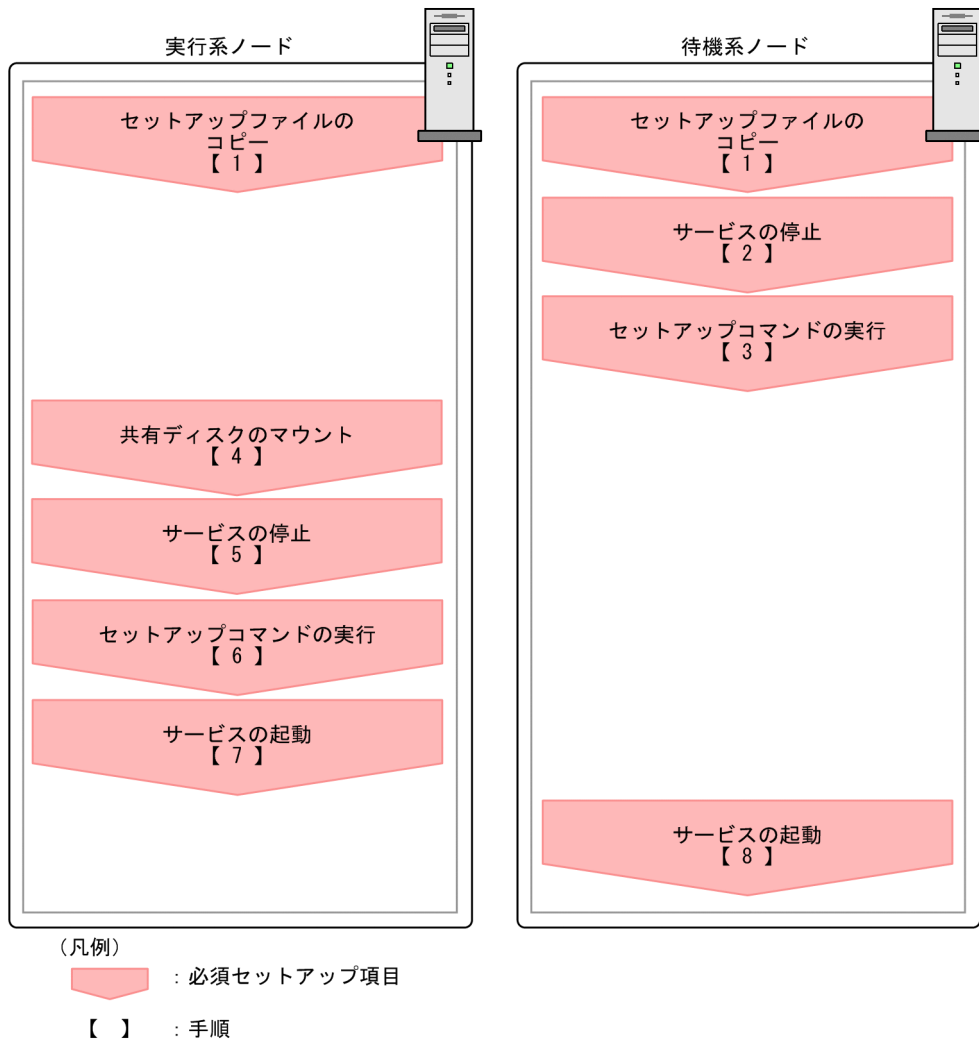 実行系ノード
セットアップファイルの
コピー
【 1 】
共有ディスクのマウント
【 4 】
サービスの停止
【 5 】
セットアップコマンドの実行
【 6 】
サービスの起動
【 7 】
待機系ノード
セットアップファイルの
コピー
【 1 】
サービスの停止
【 2 】
セットアップコマンドの実行
【 3 】
サービスの起動
【 8 】
（凡例）
：必須セットアップ項目
【 】 ：手順